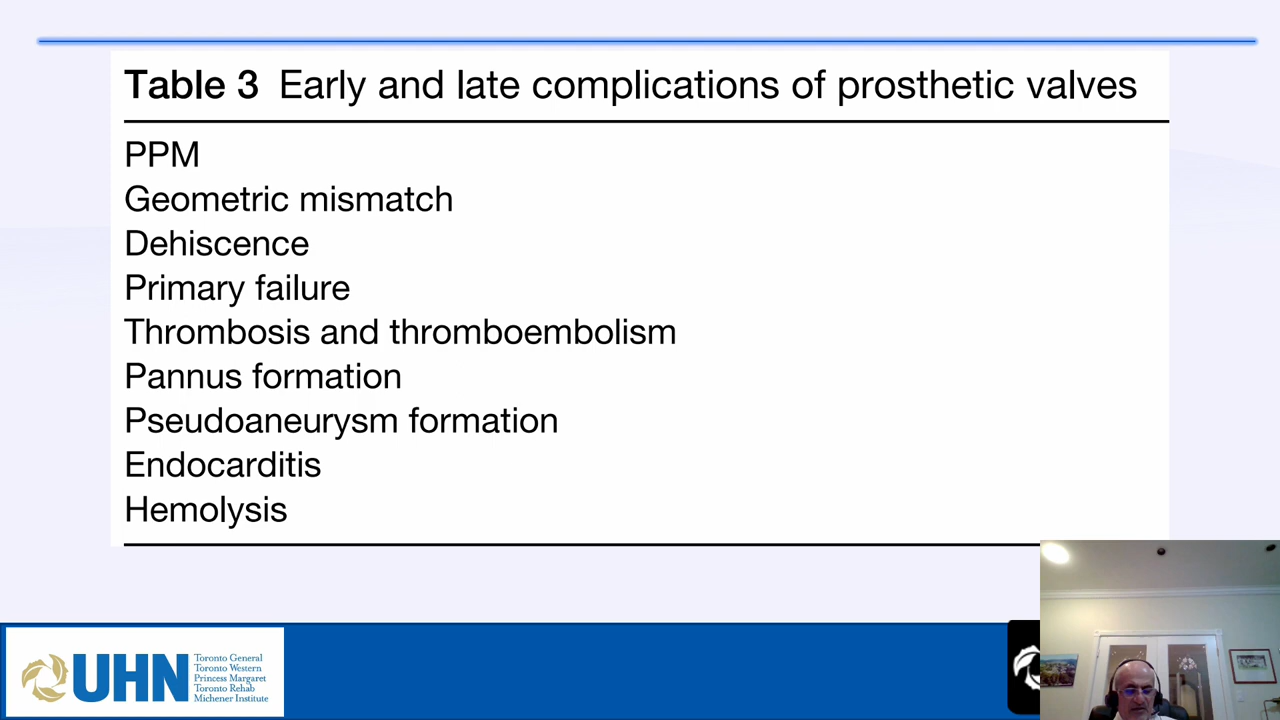 Table 3 Early and late complications of prosthetic valves
PPM
Geometric mismatch
Dehiscence
Primary failure
Thrombosis and thromboembolism
Pannus formation
Pseudoaneurysm formation
Endocarditis
Hemolysis
UHN
Toronto General
Toronto Western
Princess Margaret
Toronto Rehab
Michener Institute